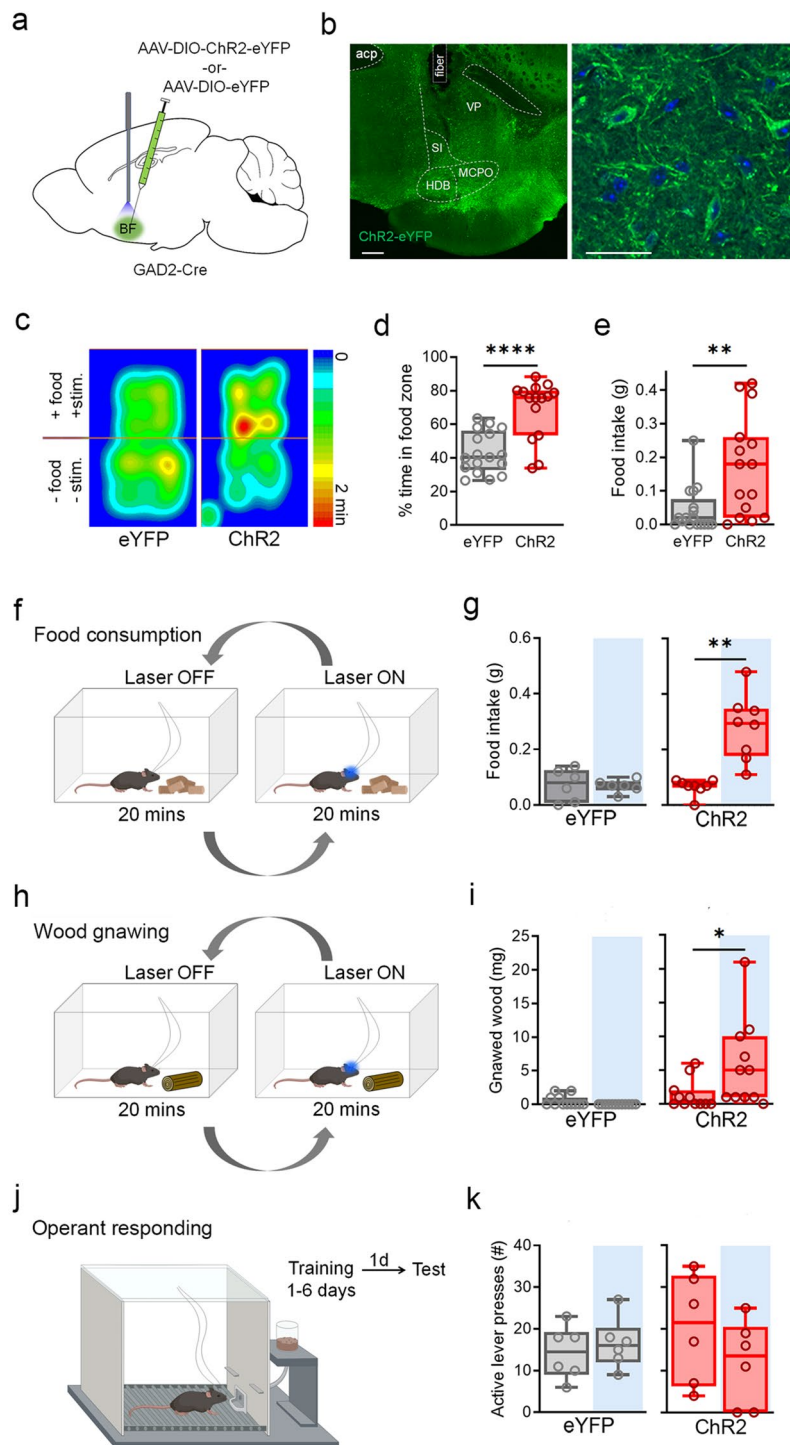 a
AAV-DIO-ChR2-eYFP
-or-
AAV-DIO-eYFP
BF
GAD2-Cre
b
acp
fiber
VP
SI
MCPO
HDB
ChR2-eYFP
c
+ food
+stim.
- food
- stim.
eYFP
ChR2
0
2 min
d
****
% time in food zone
100
80
60
40
20
0
eYFP
ChR2
e
**
Food intake (g)
0.4
0.3
0.2
0.1
0.0
eYFP
ChR2
f
Food consumption
Laser OFF
Laser ON
20 mins
20 mins
g
**
Food intake (g)
0.6
0.4
0.2
0.0
eYFP
ChR2
h
Wood gnawing
Laser OFF
Laser ON
20 mins
20 mins
i
*
Gnawed wood (mg)
25
20
15
10
5
0
eYFP
ChR2
j
Operant responding
Training
1-6 days
1d
Test
k
Active lever presses (#)
40
30
20
10
0
eYFP
ChR2